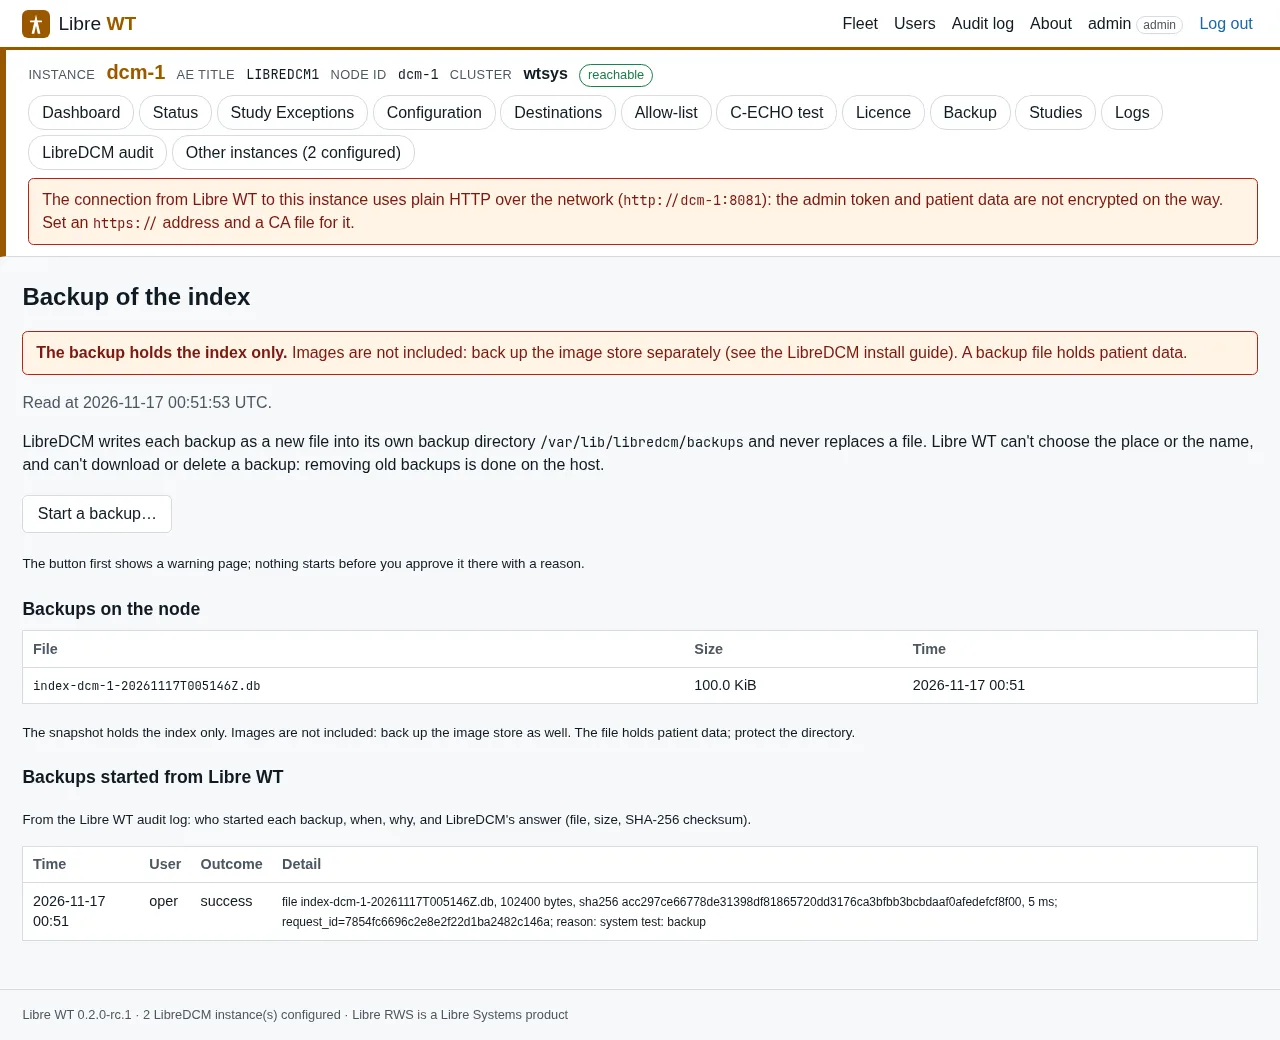 Libre WT
Fleet Users Audit log About admin admin Log out
INSTANCE dcm-1 AE TITLE LIBREDCM1 NODE ID dcm-1 CLUSTER wtsys reachable
Dashboard Status Study Exceptions Configuration Destinations Allow-list C-ECHO test Licence Backup Studies Logs
LibreDCM audit Other instances (2 configured)
The connection from Libre WT to this instance uses plain HTTP over the network (http://dcm-1:8081): the admin token and patient data are not encrypted on the way.
Set an https:// address and a CA file for it.
Backup of the index
The backup holds the index only. Images are not included: back up the image store separately (see the LibreDCM install guide). A backup file holds patient data.
Read at 2026-11-17 00:51:53 UTC.
LibreDCM writes each backup as a new file into its own backup directory /var/lib/libredcm/backups and never replaces a file. Libre WT can't choose the place or the name,
and can't download or delete a backup: removing old backups is done on the host.
Start a backup…
The button first shows a warning page; nothing starts before you approve it there with a reason.
Backups on the node
File Size Time
index-dcm-1-20261117T005146Z.db 100.0 KiB 2026-11-17 00:51
The snapshot holds the index only. Images are not included: back up the image store as well. The file holds patient data; protect the directory.
Backups started from Libre WT
From the Libre WT audit log: who started each backup, when, why, and LibreDCM's answer (file, size, SHA-256 checksum).
Time User Outcome Detail
2026-11-17 00:51 oper success file index-dcm-1-20261117T005146Z.db, 102400 bytes, sha256 acc297ce66778de31398df81865720dd3176ca3bfbb3bcbdaaf0afedefcf8f00, 5 ms;
request_id=7854fc6696c2e8e2f22d1ba2482c146a; reason: system test: backup
Libre WT 0.2.0-rc.1 · 2 LibreDCM instance(s) configured · Libre RWS is a Libre Systems product